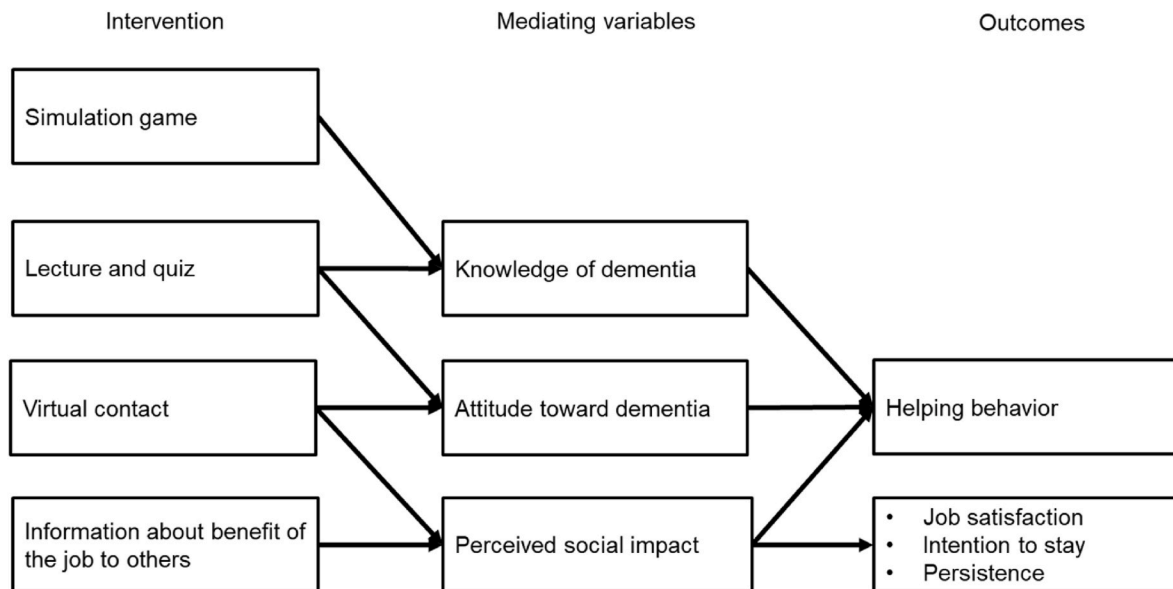 Intervention
Mediating variables
Outcomes
Simulation game
Lecture and quiz
Knowledge of dementia
Virtual contact
Attitude toward dementia
Helping behavior
Information about benefit of
the job to others
Perceived social impact
• Job satisfaction
• Intention to stay
• Persistence